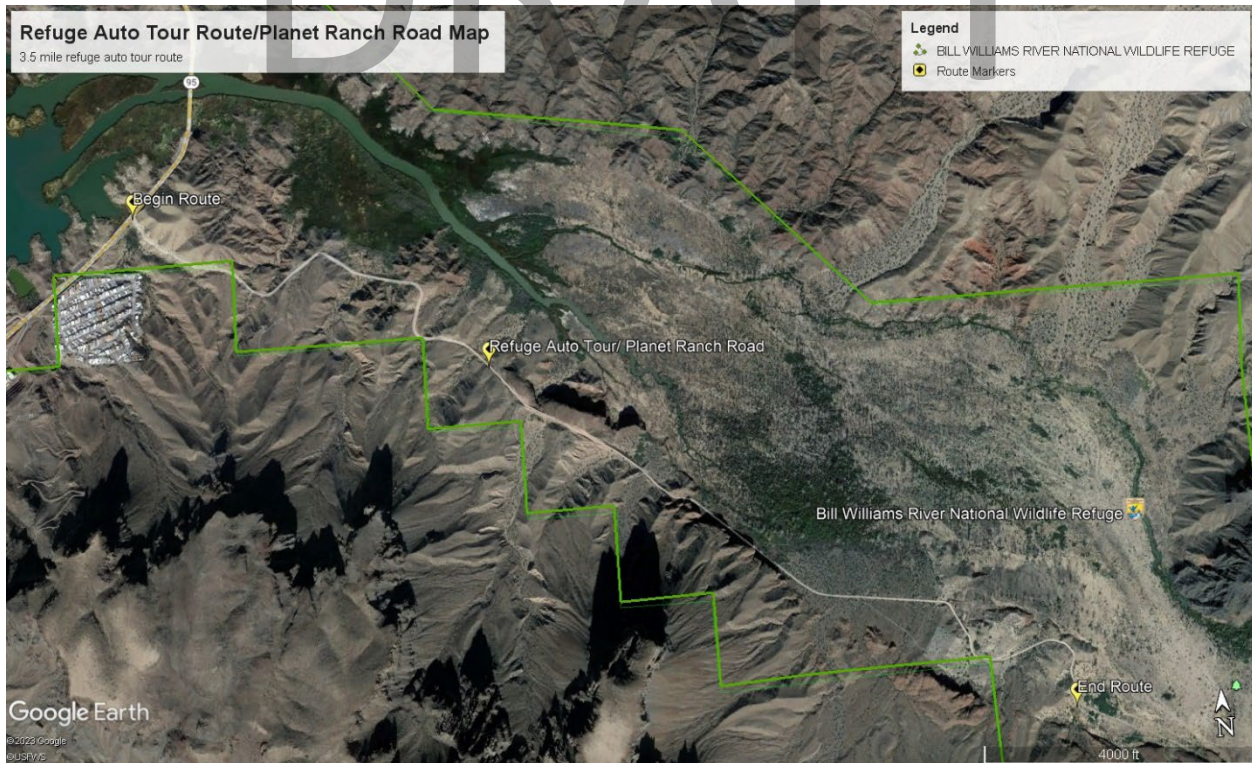 DRAFT
Refuge Auto Tour Route/Planet Ranch Road Map
3.5 mile refuge auto tour route
Legend
BILL WILLIAMS RIVER NATIONAL WILDLIFE REFUGE
Route Markers
95
Begin Route
Refuge Auto Tour/ Planet Ranch Road
Bill Williams River National Wildlife Refuge
End Route
Google Earth
N
©2023 Google
4000 ft
©USFWS